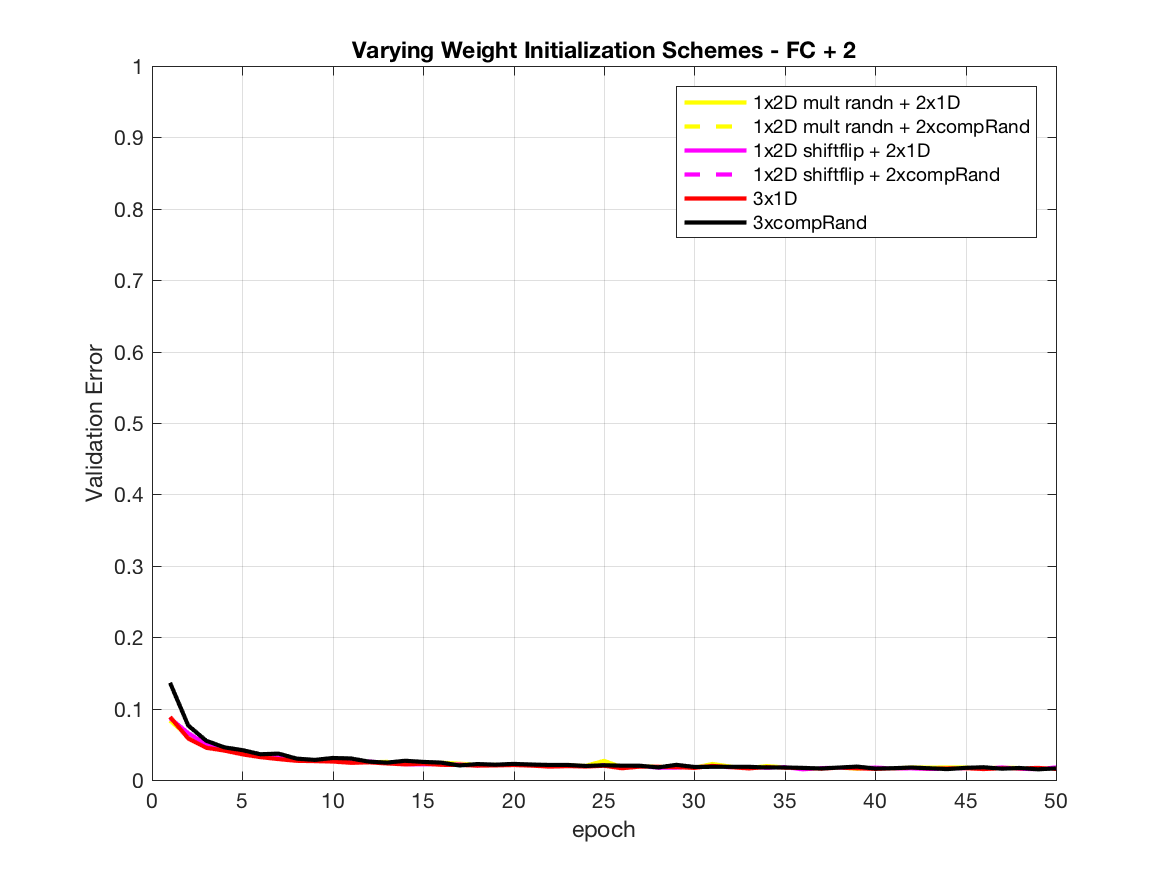 Varying Weight Initialization Schemes - FC + 2
1
0.9
0.8
0.7
0.6
0.5
0.4
0.3
0.2
0.1
0
Validation Error
1x2D mult randn + 2x1D
1x2D mult randn + 2xcompRand
1x2D shiftflip + 2x1D
1x2D shiftflip + 2xcompRand
3x1D
3xcompRand
0 5 10 15 20 25 30 35 40 45 50
epoch